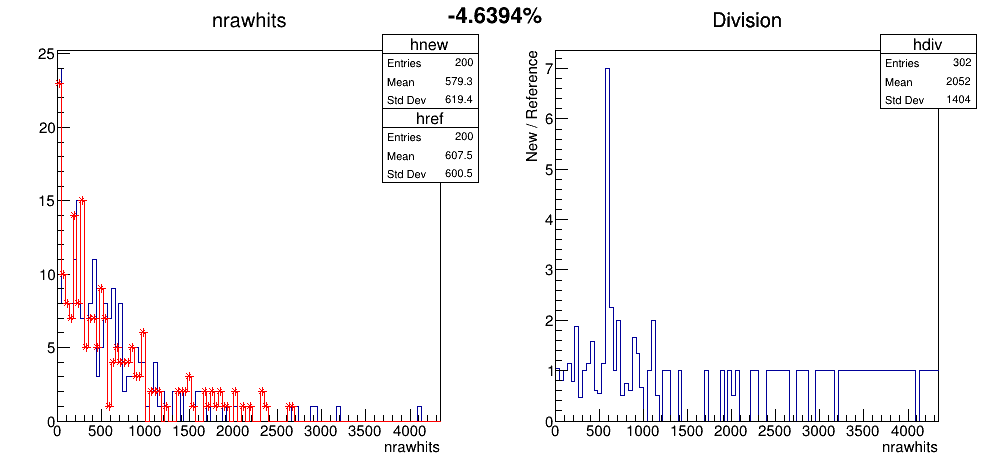 -4.6394%
nrawhits
hnew
Entries 200
Mean 579.3
Std Dev 619.4
href
Entries 200
Mean 607.5
Std Dev 600.5
25
20
15
10
5
0
0 500 1000 1500 2000 2500 3000 3500 4000
nrawhits
Division
hdiv
Entries 302
Mean 2052
Std Dev 1404
New / Reference
7
6
5
4
3
2
1
0
0 500 1000 1500 2000 2500 3000 3500 4000
nrawhits